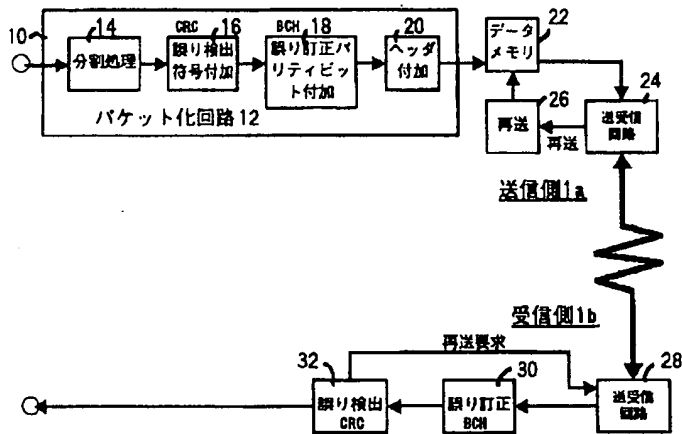 10
14
分割処理
CRC
16
誤り検出
符号付加
BCH
18
誤り訂正パ
リティビッ
ト付加
20
ヘッダ
付加
パケット化回路12
データ
メモリ
22
26
再送
再送
24
送受信
回路
送信側1a
受信側1b
再送要求
32
誤り検出
CRC
30
誤り訂正
BCH
28
送受信
回路